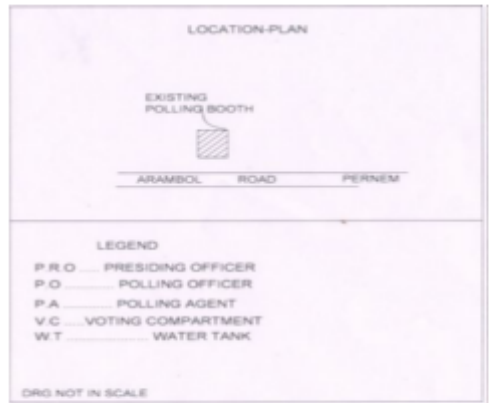 LOCATION-PLAN
EXISTING
POLLING BOOTH
ARAMBOL ROAD PERNEM
LEGEND
P.R.O ..... PRESIDING OFFICER
P.O ............. POLLING OFFICER
P.A ............. POLLING AGENT
V.C .....VOTING COMPARTMENT
W.T ..................... WATER TANK
DRG.NOT IN SCALE